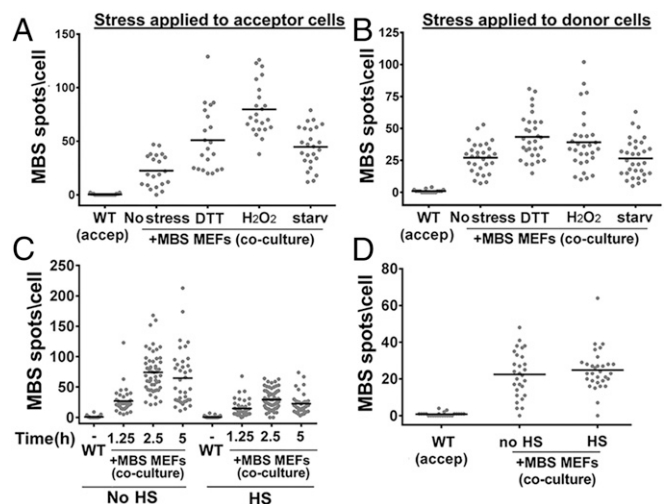 A
Stress applied to acceptor cells
MBS spots\cell
150
100
50
0
WT
(accep)
No stress DTT H2O2 starv
+MBS MEFs (co-culture)
B
Stress applied to donor cells
MBS spots\cell
125
100
75
50
25
0
WT
(accep)
No stress DTT H2O2 starv
+MBS MEFs (co-culture)
C
MBS spots\cell
250
200
150
100
50
0
Time(h) - 1.25 2.5 5 - 1.25 2.5 5
WT +MBS MEFs
(co-culture)
WT +MBS MEFs
(co-culture)
No HS HS
D
MBS spots\cell
80
60
40
20
0
WT
(accep)
no HS HS
+MBS MEFs
(co-culture)